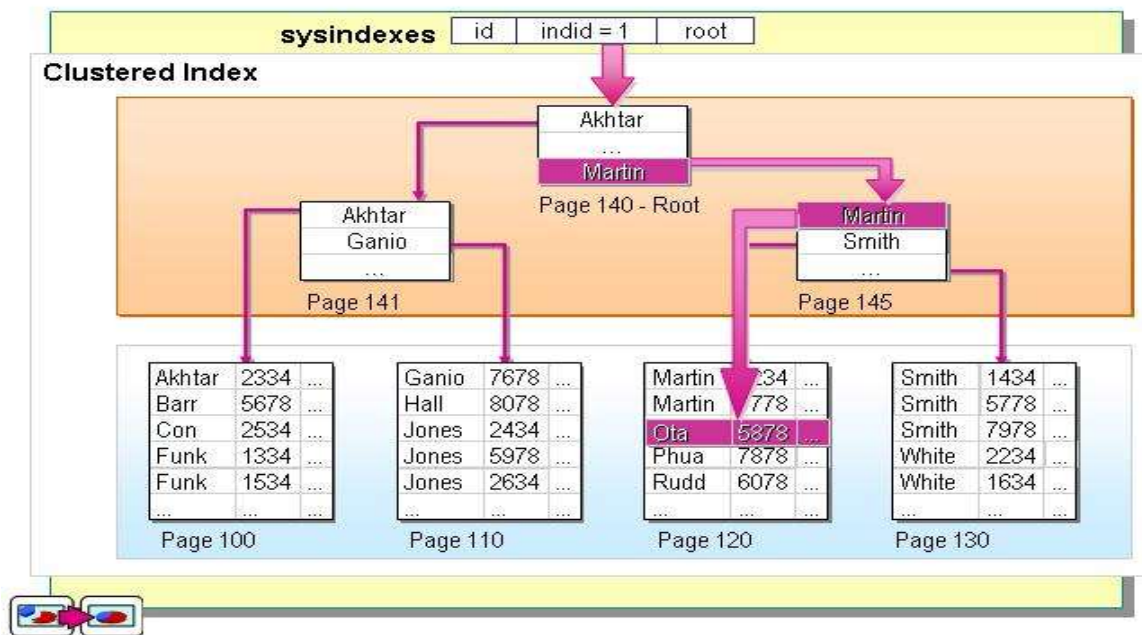 sysindexes id indid = 1 root
Clustered Index
Akhtar
...
Martin
Page 140 - Root
Akhtar
Ganio
...
Page 141
Martin
Smith
...
Page 145
Akhtar 2334 ...
Barr 5678 ...
Con 2534 ...
Funk 1334 ...
Funk 1534 ...
... ... ...
Page 100
Ganio 7678 ...
Hall 8078 ...
Jones 2434 ...
Jones 5978 ...
Jones 2634 ...
... ... ...
Page 110
Martin ...
Martin ...
Ota 5878 ...
Phua 7878 ...
Rudd 6078 ...
... ... ...
Page 120
Smith 1434 ...
Smith 5778 ...
Smith 7978 ...
White 2234 ...
White 1634 ...
... ... ...
Page 130